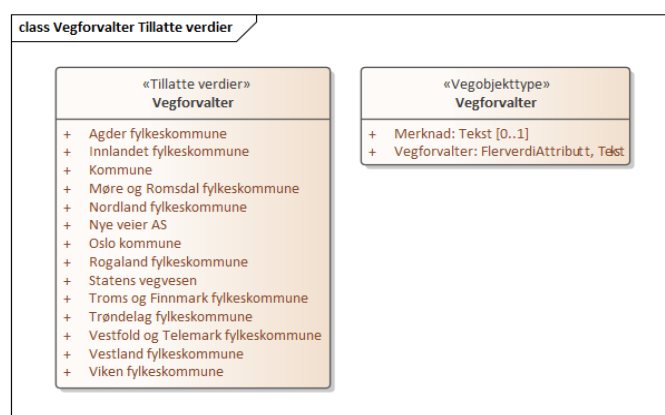 class Vegforvalter Tillatte verdier
«Tillatte verdier»
Vegforvalter
+ Agder fylkeskommune
+ Innlandet fylkeskommune
+ Kommune
+ Møre og Romsdal fylkeskommune
+ Nordland fylkeskommune
+ Nye veier AS
+ Oslo kommune
+ Rogaland fylkeskommune
+ Statens vegvesen
+ Troms og Finnmark fylkeskommune
+ Trøndelag fylkeskommune
+ Vestfold og Telemark fylkeskommune
+ Vestland fylkeskommune
+ Viken fylkeskommune
«Vegobjekttype»
Vegforvalter
+ Merknad: Tekst [0..1]
+ Vegforvalter: FlerverdiAttributt, Tekst